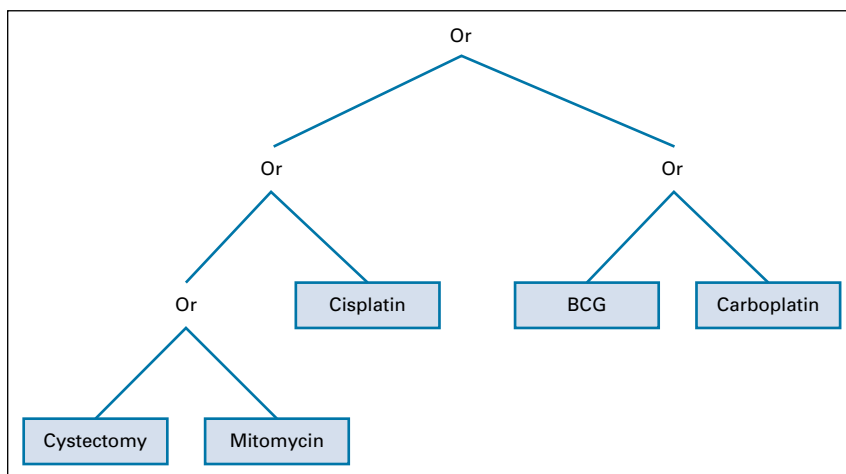 Or
Or
Or
Or
Cisplatin
BCG
Carboplatin
Cystectomy
Mitomycin